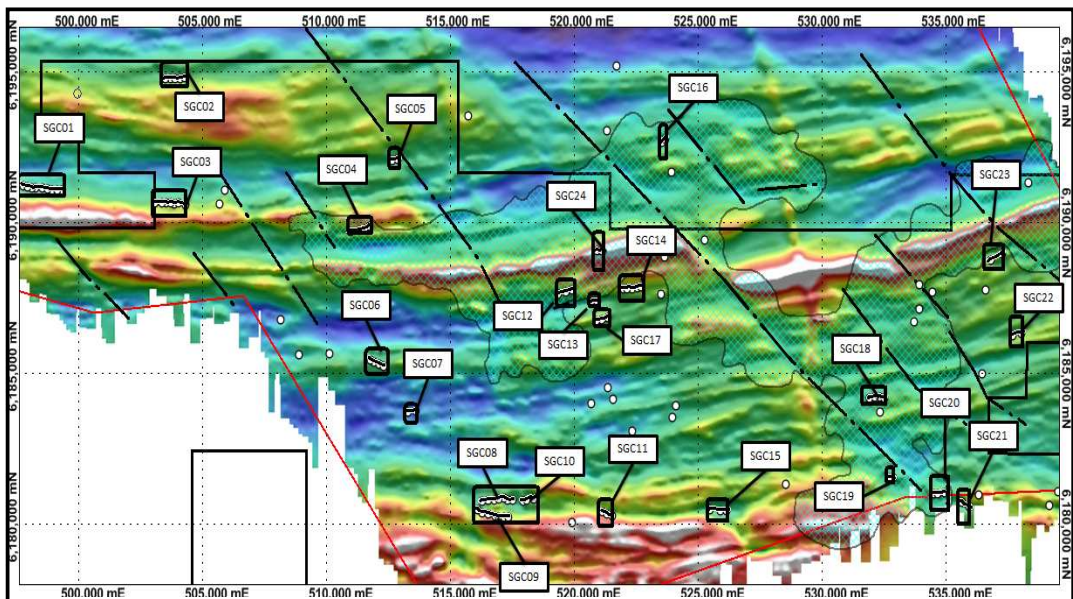 500.000 mE 505.000 mE 510.000 mE 515.000 mE 520.000 mE 525.000 mE 530.000 mE 535.000 mE
6,195,000 mN 6,195,000 mN
SGC02
SGC05
SGC16
SGC01
SGC03
SGC04
SGC24
SGC23
6,190,000 mN 6,190,000 mN
SGC14
SGC06
SGC12
SGC13
SGC17
SGC22
SGC18
SGC07
6,185,000 mN 6,185,000 mN
SGC20
SGC21
SGC08
SGC10
SGC11
SGC15
SGC19
6,180,000 mN 6,180,000 mN
SGC09
500.000 mE 505.000 mE 510.000 mE 515.000 mE 520.000 mE 525.000 mE 530.000 mE 535.000 mE